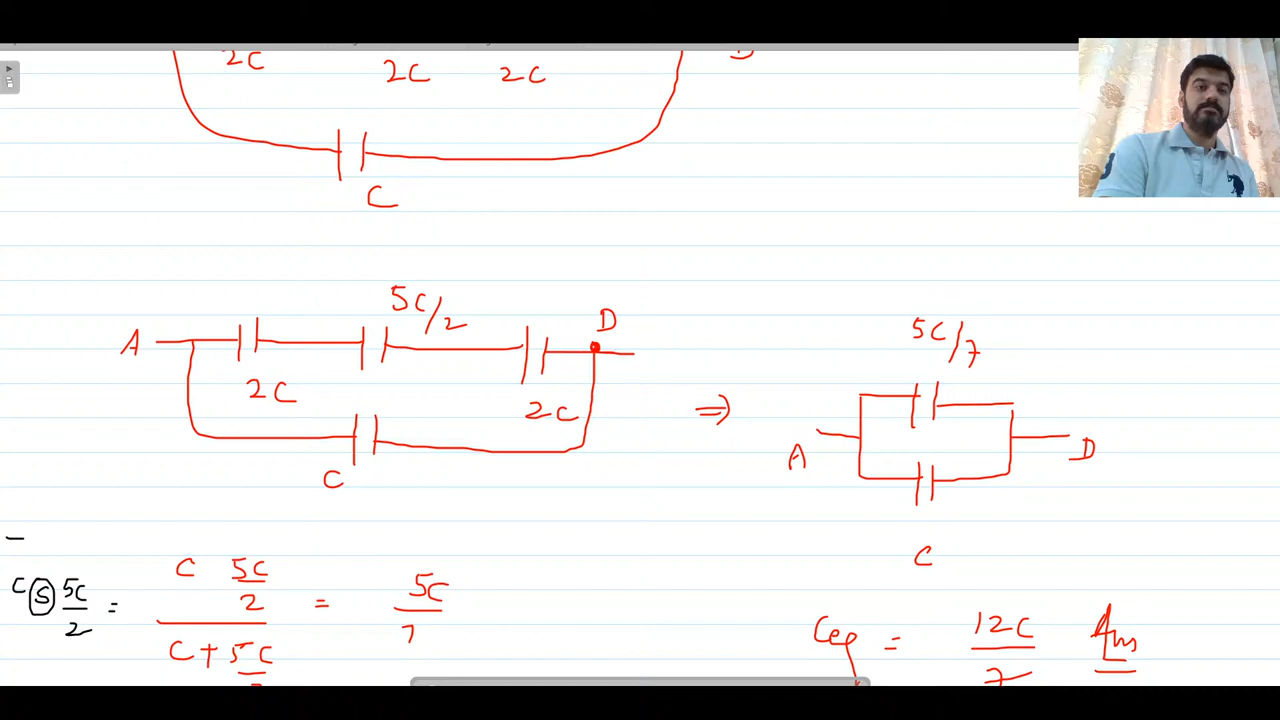 2C 2C 2C
C
A 2C 5C/2 2C D
C
⇒
5C/7
A D
C
C Ⓢ 5C/2 = C 5C/2 / C + 5C/2 = 5C/7
Ceq = 12C/7 Ans